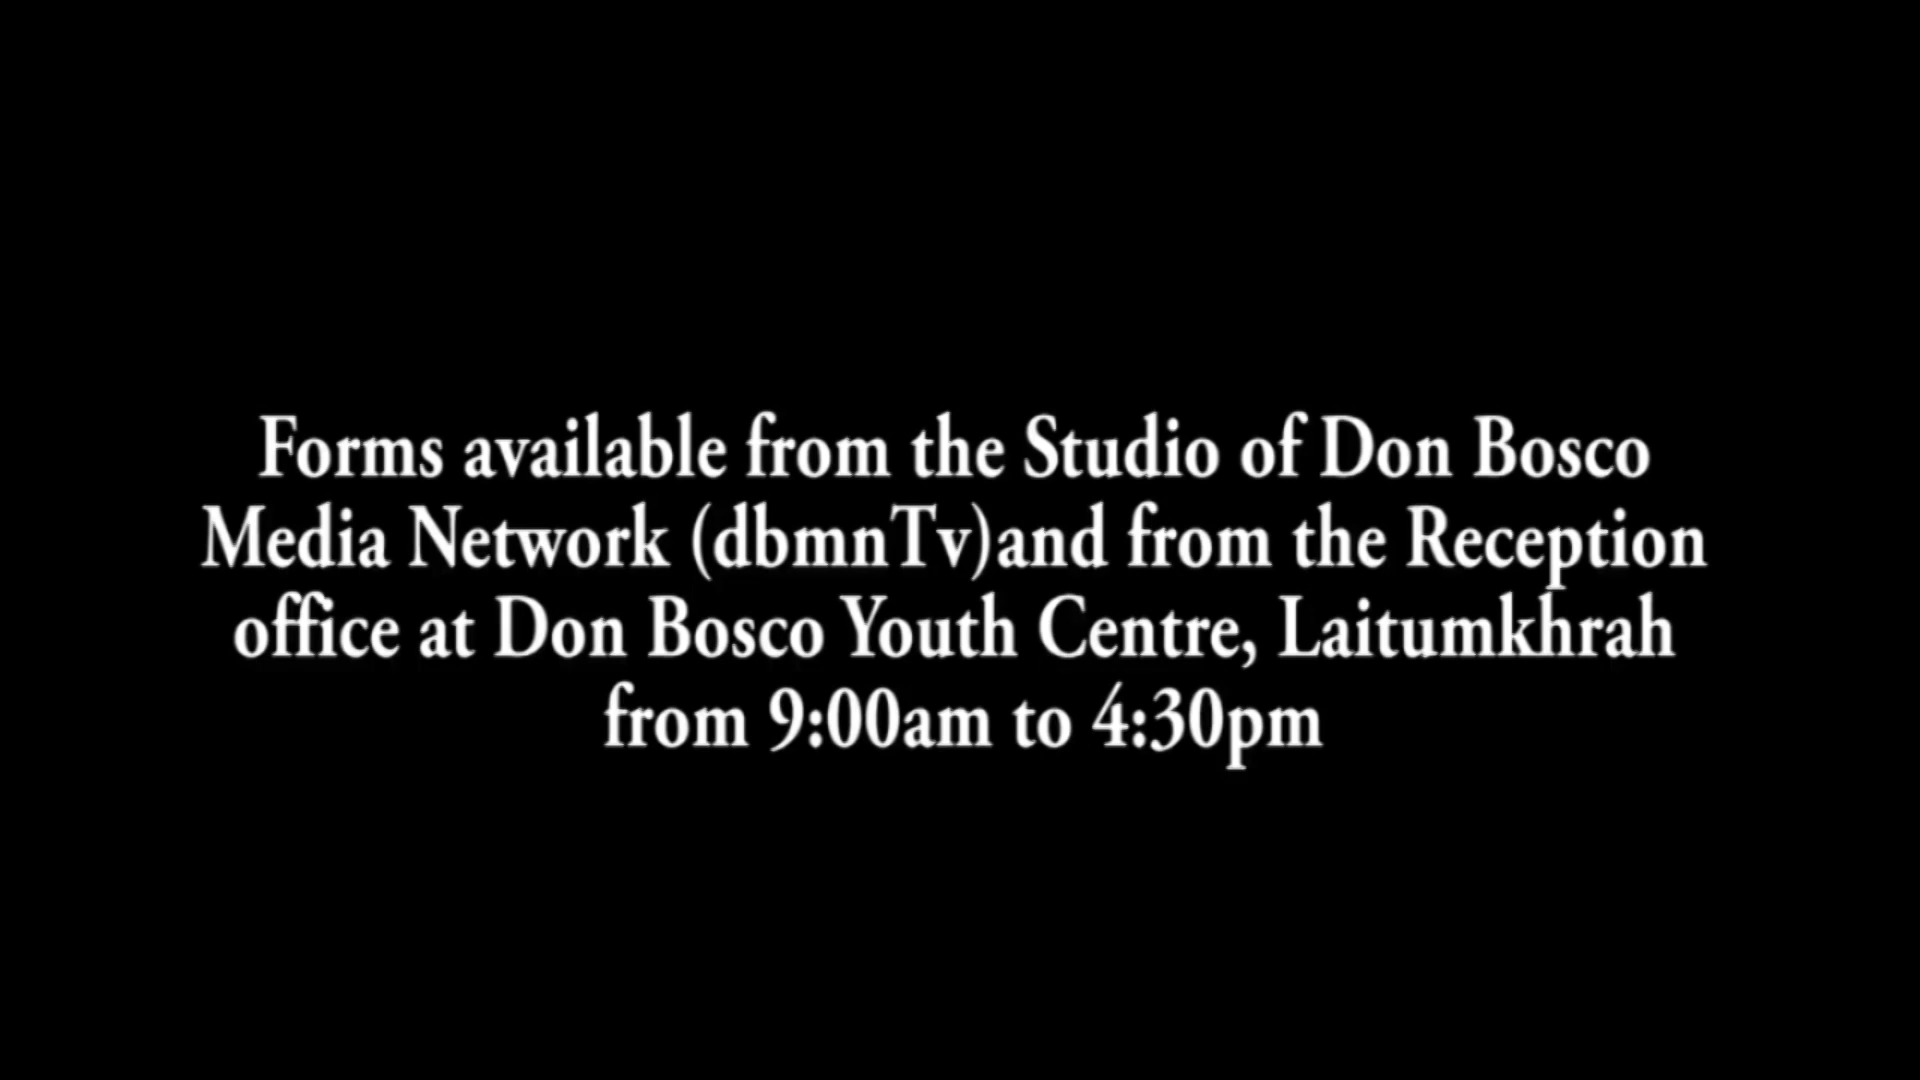 Forms available from the Studio of Don Bosco
Media Network (dbmnTv)and from the Reception
office at Don Bosco Youth Centre, Laitumkhrah
from 9:00am to 4:30pm